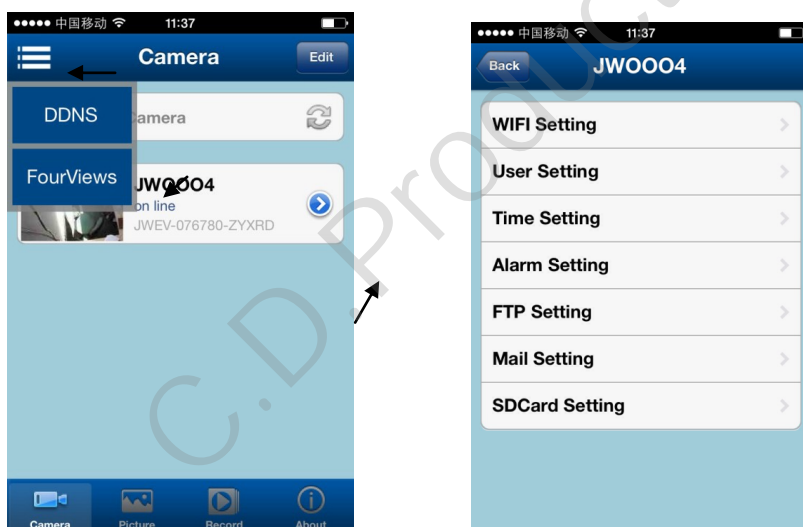 中国移动 11:37
Camera
Edit
DDNS
amera
FourViews
JWOOO4
on line
JWEV-076780-ZYXRD
Camera Picture Record About
中国移动 11:37
Back
JWOOO4
WIFI Setting
User Setting
Time Setting
Alarm Setting
FTP Setting
Mail Setting
SDCard Setting
C.D.Product